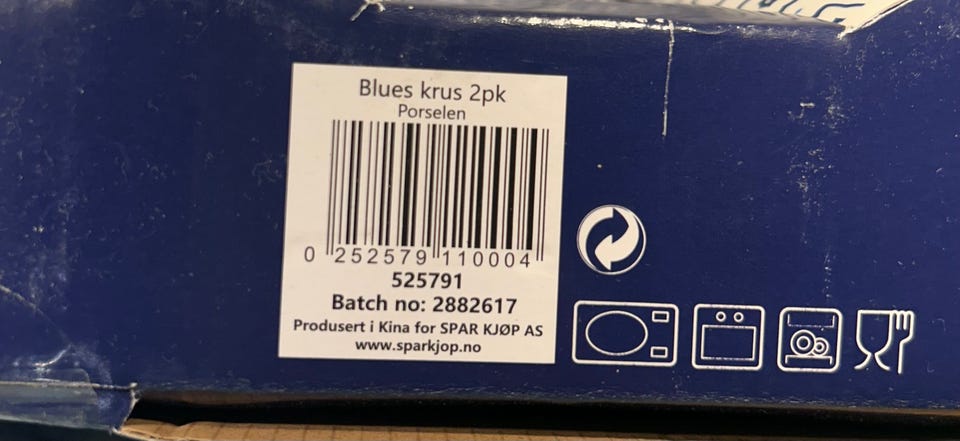 Blues krus 2pk
Porselen
0 252579 110004
525791
Batch no: 2882617
Produsert i Kina for SPAR KJØP AS
www.sparkjop.no